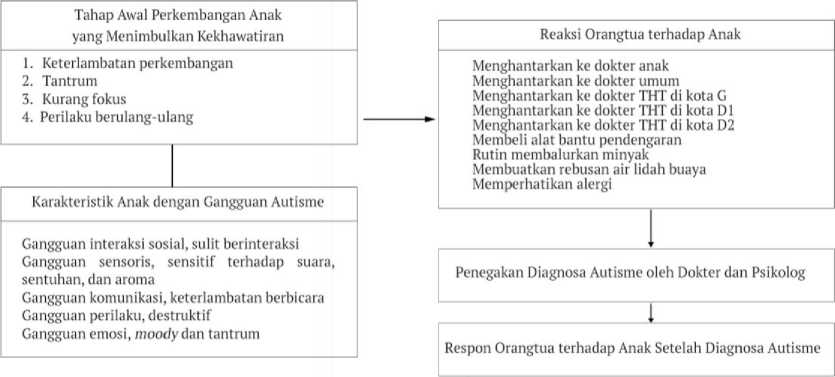 Tahap Awal Perkembangan Anak
yang Menimbulkan Kekhawatiran
1. Keterlambatan perkembangan
2. Tantrum
3. Kurang fokus
4. Perilaku berulang-ulang
Karakteristik Anak dengan Gangguan Autisme
Gangguan interaksi sosial, sulit berinteraksi
Gangguan sensoris, sensitif terhadap suara,
sentuhan, dan aroma
Gangguan komunikasi, keterlambatan berbicara
Gangguan perilaku, destruktif
Gangguan emosi, moody dan tantrum
Reaksi Orangtua terhadap Anak
Menghantarkan ke dokter anak
Menghantarkan ke dokter umum
Menghantarkan ke dokter THT di kota G
Menghantarkan ke dokter THT di kota D1
Menghantarkan ke dokter THT di kota D2
Membeli alat bantu pendengaran
Rutin membalurkan minyak
Membuatkan rebusan air lidah buaya
Memperhatikan alergi
Penegakan Diagnosa Autisme oleh Dokter dan Psikolog
Respon Orangtua terhadap Anak Setelah Diagnosa Autisme